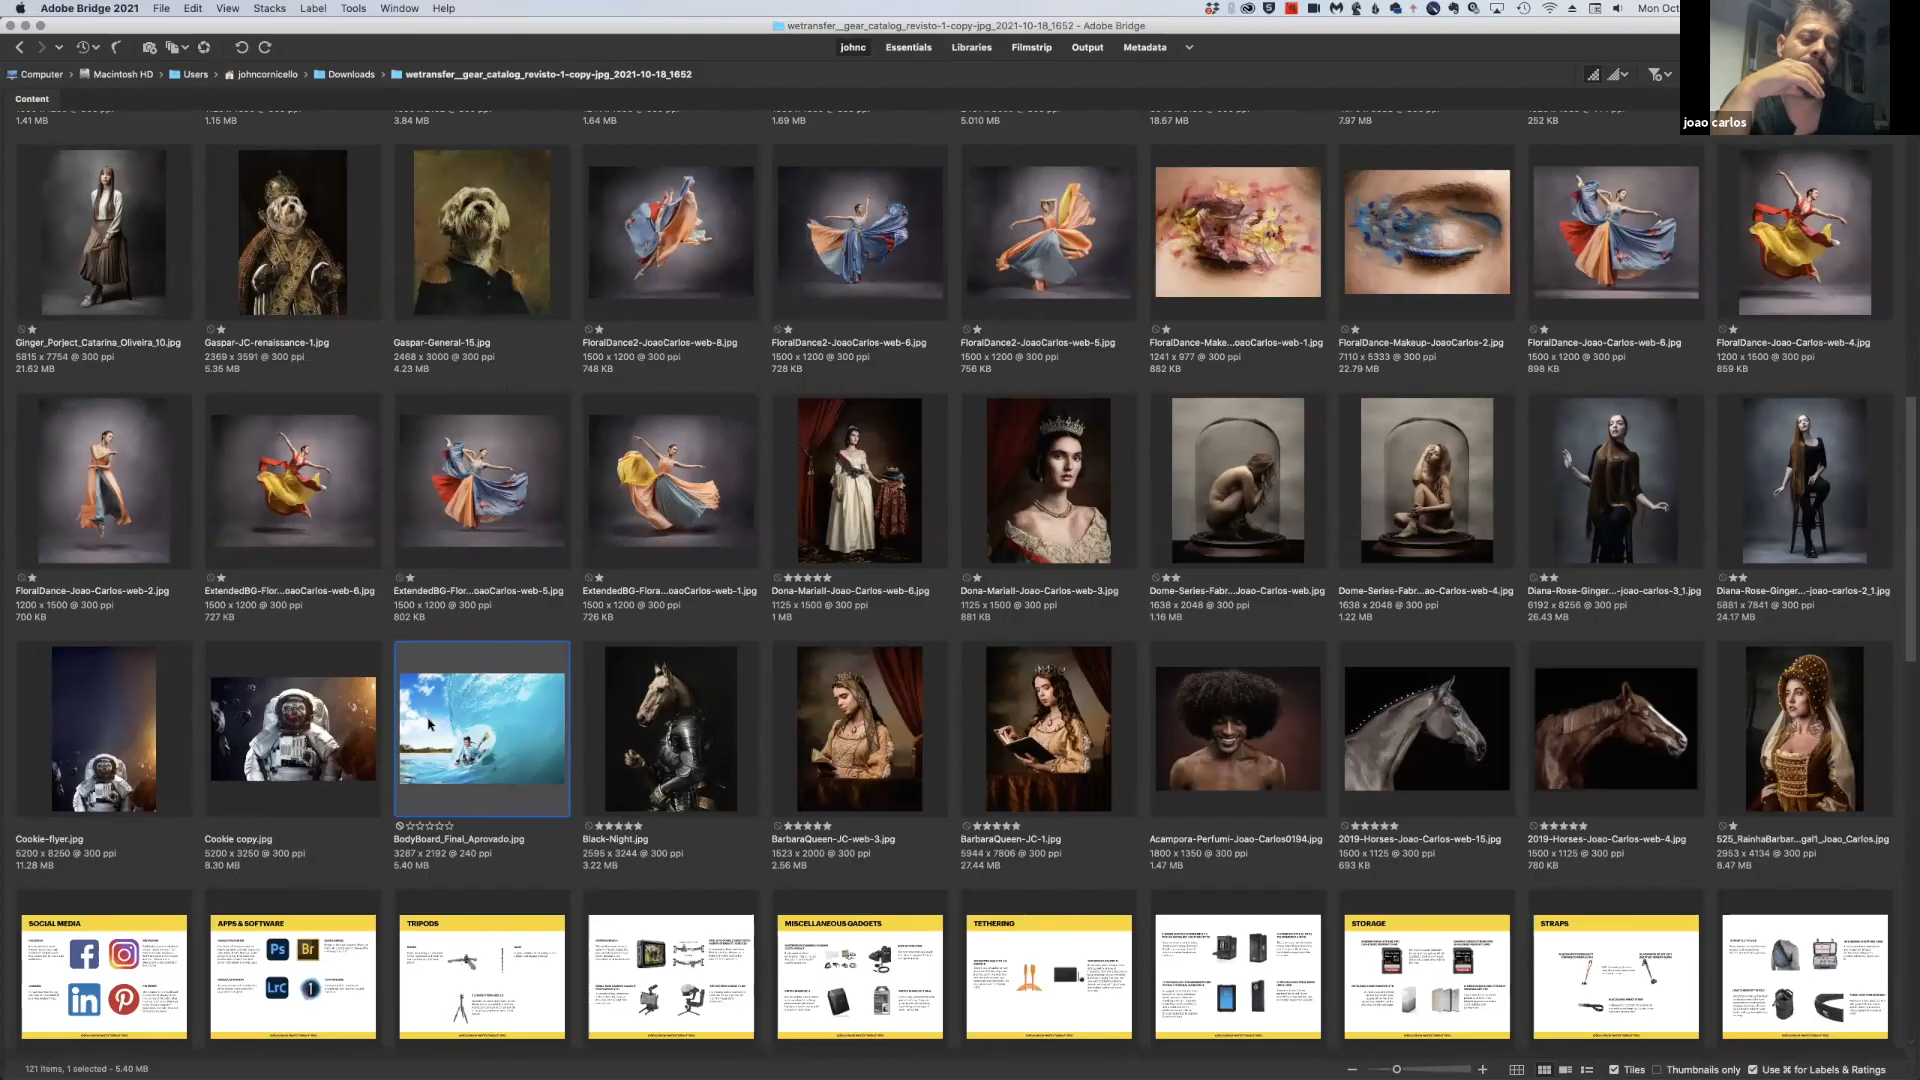 Adobe Bridge 2021 File Edit View Stacks Label Tools Window Help Mon Oct
wetransfer_gear_catalog_revisto-1-copy-jpg_2021-10-18_1652 - Adobe Bridge
johnc Essentials Libraries Filmstrip Output Metadata
Computer Macintosh HD Users johncornicello Downloads wetransfer_gear_catalog_revisto-1-copy-jpg_2021-10-18_1652
joao carlos
Content
1.41 MB 1.15 MB 3.84 MB 1.64 MB 1.69 MB 5.010 MB 18.67 MB 7.97 MB 252 KB
Ginger_Porject_Catarina_Oliveira_10.jpg Gaspar-JC-renaissance-1.jpg Gaspar-General-15.jpg FloralDance2-JoaoCarlos-web-8.jpg FloralDance2-JoaoCarlos-web-6.jpg FloralDance2-JoaoCarlos-web-5.jpg FloralDance-Make...oaoCarlos-web-1.jpg FloralDance-Makeup-JoaoCarlos-2.jpg FloralDance-Joao-Carlos-web-6.jpg FloralDance-Joao-Carlos-web-4.jpg
5815 x 7754 @ 300 ppi 2369 x 3591 @ 300 ppi 2468 x 3000 @ 300 ppi 1500 x 1200 @ 300 ppi 1500 x 1200 @ 300 ppi 1500 x 1200 @ 300 ppi 1241 x 977 @ 300 ppi 7110 x 5333 @ 300 ppi 1500 x 1200 @ 300 ppi 1200 x 1500 @ 300 ppi
21.62 MB 5.35 MB 4.23 MB 748 KB 728 KB 756 KB 882 KB 22.79 MB 898 KB 859 KB
FloralDance-Joao-Carlos-web-2.jpg ExtendedBG-Flor...oaoCarlos-web-6.jpg ExtendedBG-Flor...oaoCarlos-web-5.jpg ExtendedBG-Flora...oaoCarlos-web-1.jpg Dona-MariaII-Joao-Carlos-web-6.jpg Dona-MariaII-Joao-Carlos-web-3.jpg Dome-Series-Fabr...Joao-Carlos-web.jpg Dome-Series-Fabr...ao-Carlos-web-4.jpg Diana-Rose-Ginger...-joao-carlos-3_1.jpg Diana-Rose-Ginger...-joao-carlos-2_1.jpg
1200 x 1500 @ 300 ppi 1500 x 1200 @ 300 ppi 1500 x 1200 @ 300 ppi 1500 x 1200 @ 300 ppi 1125 x 1500 @ 300 ppi 1125 x 1500 @ 300 ppi 1638 x 2048 @ 300 ppi 1638 x 2048 @ 300 ppi 6192 x 8256 @ 300 ppi 5881 x 7841 @ 300 ppi
700 KB 727 KB 802 KB 726 KB 1 MB 881 KB 1.16 MB 1.22 MB 26.43 MB 24.17 MB
Cookie-flyer.jpg Cookie copy.jpg BodyBoard_Final_Aprovado.jpg Black-Night.jpg BarbaraQueen-JC-web-3.jpg BarbaraQueen-JC-1.jpg Acampora-Perfumi-Joao-Carlos0194.jpg 2019-Horses-Joao-Carlos-web-15.jpg 2019-Horses-Joao-Carlos-web-4.jpg 525_RainhaBarbar...gal1_Joao_Carlos.jpg
5200 x 8250 @ 300 ppi 5200 x 3250 @ 300 ppi 3287 x 2192 @ 240 ppi 2595 x 3244 @ 300 ppi 1523 x 2000 @ 300 ppi 5944 x 7806 @ 300 ppi 1800 x 1350 @ 300 ppi 1500 x 1125 @ 300 ppi 1500 x 1125 @ 300 ppi 2953 x 4134 @ 300 ppi
11.28 MB 8.30 MB 5.40 MB 3.22 MB 2.56 MB 27.44 MB 1.47 MB 693 KB 780 KB 8.47 MB
SOCIAL MEDIA APPS & SOFTWARE TRIPODS MISCELLANEOUS GADGETS TETHERING STORAGE STRAPS
Ps Br
in LrC 1
121 items, 1 selected - 5.40 MB Tiles Thumbnails only Use ⌘ for Labels & Ratings